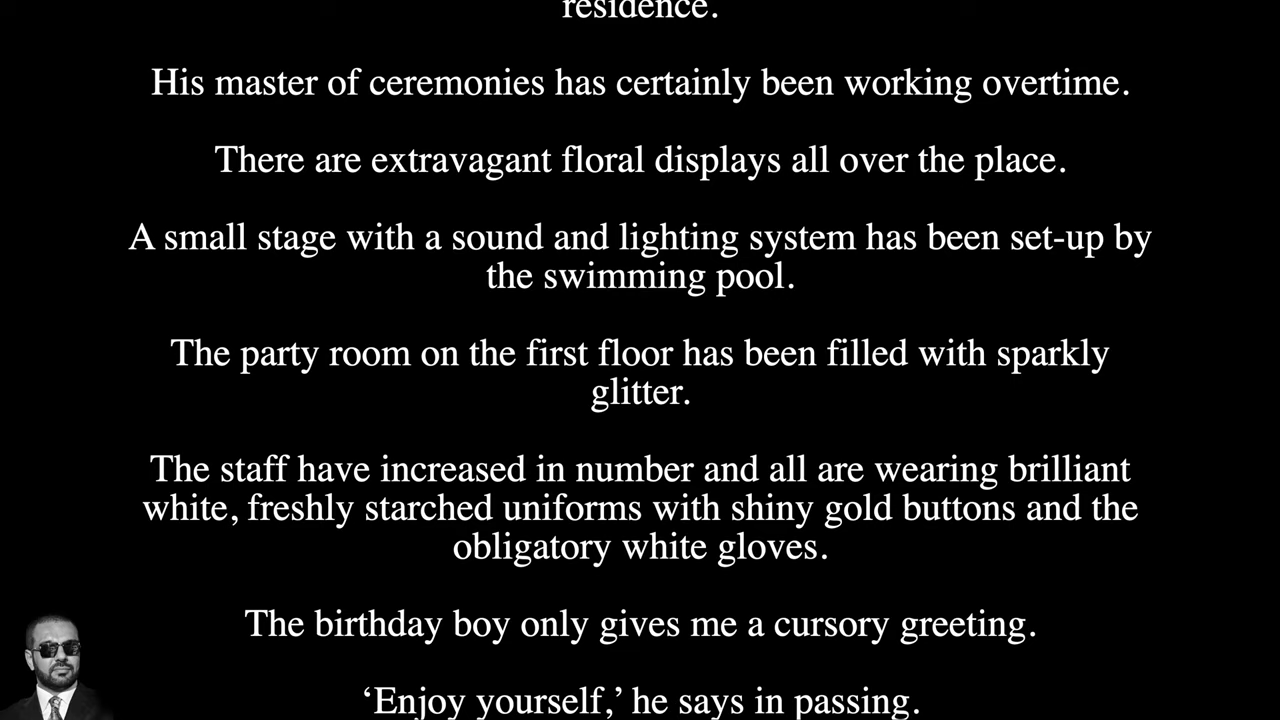 residence.
His master of ceremonies has certainly been working overtime.
There are extravagant floral displays all over the place.
A small stage with a sound and lighting system has been set-up by
the swimming pool.
The party room on the first floor has been filled with sparkly
glitter.
The staff have increased in number and all are wearing brilliant
white, freshly starched uniforms with shiny gold buttons and the
obligatory white gloves.
The birthday boy only gives me a cursory greeting.
‘Enjoy yourself,’ he says in passing.